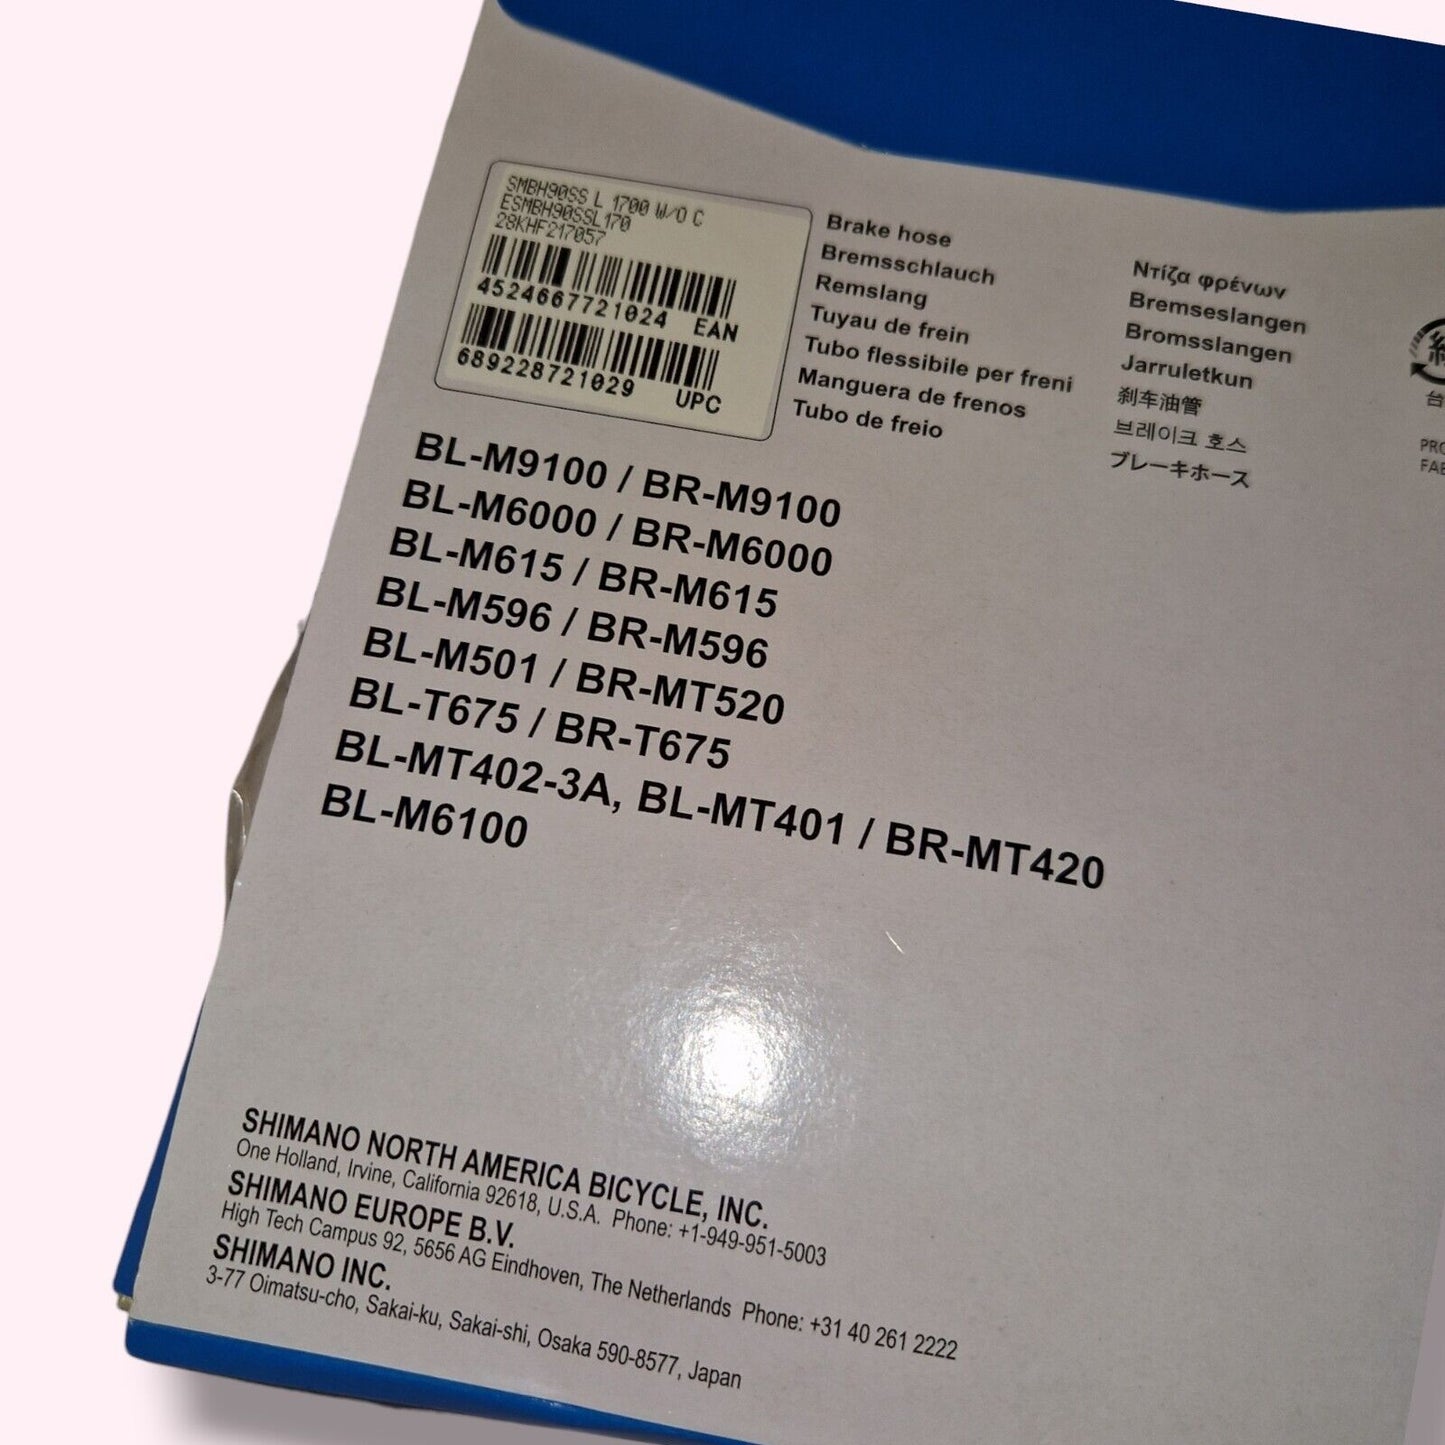 SMBH90SS L 1700 W/O C
ESMBH90SSL170
28KHF217057
4524667721024 EAN
689228721029 UPC
Brake hose
Bremsschlauch
Remslang
Tuyau de frein
Tubo flessibile per freni
Manguera de frenos
Tubo de freio
Ντίζα φρένων
Bremseslangen
Bromsslangen
Jarruletkun
刹车油管
브레이크 호스
ブレーキホース
BL-M9100 / BR-M9100
BL-M6000 / BR-M6000
BL-M615 / BR-M615
BL-M596 / BR-M596
BL-M501 / BR-MT520
BL-T675 / BR-T675
BL-MT402-3A, BL-MT401 / BR-MT420
BL-M6100
SHIMANO NORTH AMERICA BICYCLE, INC.
One Holland, Irvine, California 92618, U.S.A. Phone: +1-949-951-5003
SHIMANO EUROPE B.V.
High Tech Campus 92, 5656 AG Eindhoven, The Netherlands Phone: +31 40 261 2222
SHIMANO INC.
3-77 Oimatsu-cho, Sakai-ku, Sakai-shi, Osaka 590-8577, Japan